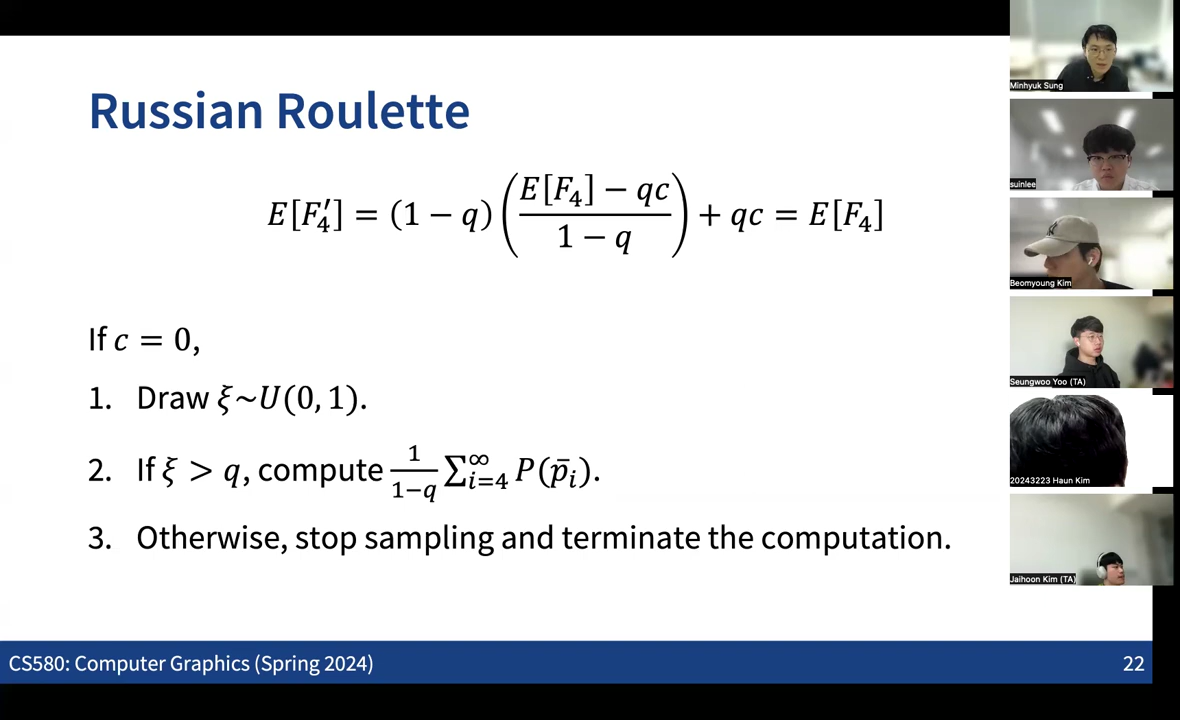 Russian Roulette
E[F₄′] = (1 − q) ( (E[F₄] − qc) / (1 − q) ) + qc = E[F₄]
If c = 0,
1. Draw ξ~U(0, 1).
2. If ξ > q, compute 1/(1−q) ∑_{i=4}^{∞} P(p̄ᵢ).
3. Otherwise, stop sampling and terminate the computation.
CS580: Computer Graphics (Spring 2024)
22
Minhyuk Sung
suinlee
Beomyoung Kim
Seungwoo Yoo (TA)
20243223 Haun Kim
Jaihoon Kim (TA)